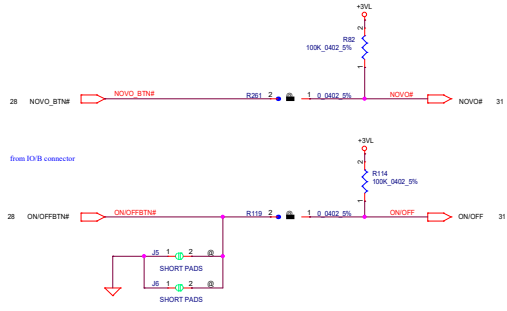 +3VL
2
R82
100K_0402_5%
1
28 NOVO_BTN# NOVO_BTN# R261 2 @ 1 0_0402_5% NOVO# NOVO# 31
+3VL
from IO/B connector
2
R114
100K_0402_5%
1
28 ON/OFFBTN# ON/OFFBTN# R119 2 @ 1 0_0402_5% ON/OFF ON/OFF 31
J5 1 2 @
SHORT PADS
J6 1 2 @
SHORT PADS